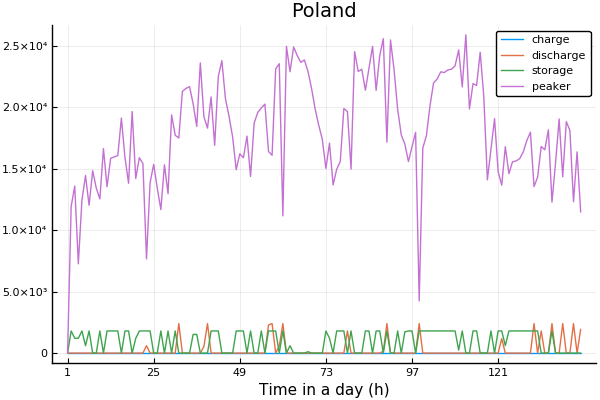 Poland
2.5×10⁴
2.0×10⁴
1.5×10⁴
1.0×10⁴
5.0×10³
0
charge
discharge
storage
peaker
1 25 49 73 97 121
Time in a day (h)